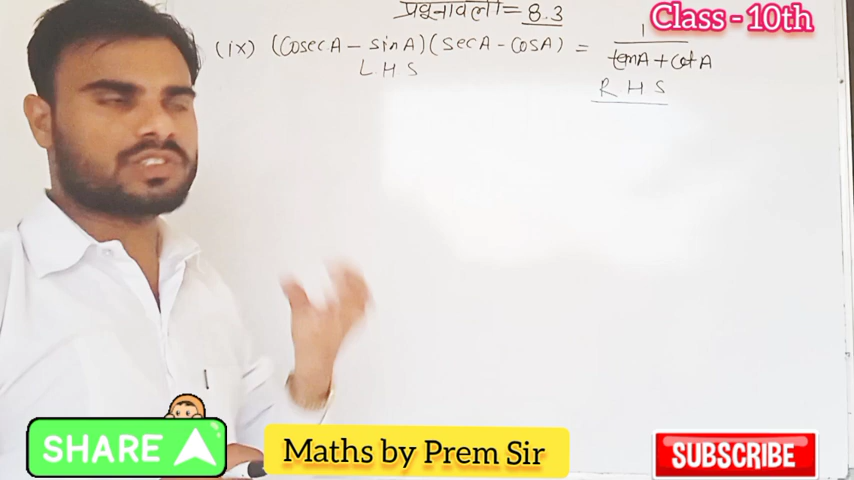 प्रश्नावली = 8.3
Class - 10th
(ix) (CosecA - sinA)(SecA - CosA) = 1 / tanA + CotA
L H S
R H S
SHARE
Maths by Prem Sir
SUBSCRIBE